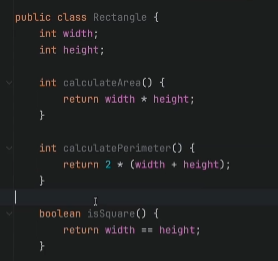 public class Rectangle {
int width;
int height;
int calculateArea() {
return width * height;
}
int calculatePerimeter() {
return 2 * (width + height);
}
boolean isSquare() {
return width == height;
}